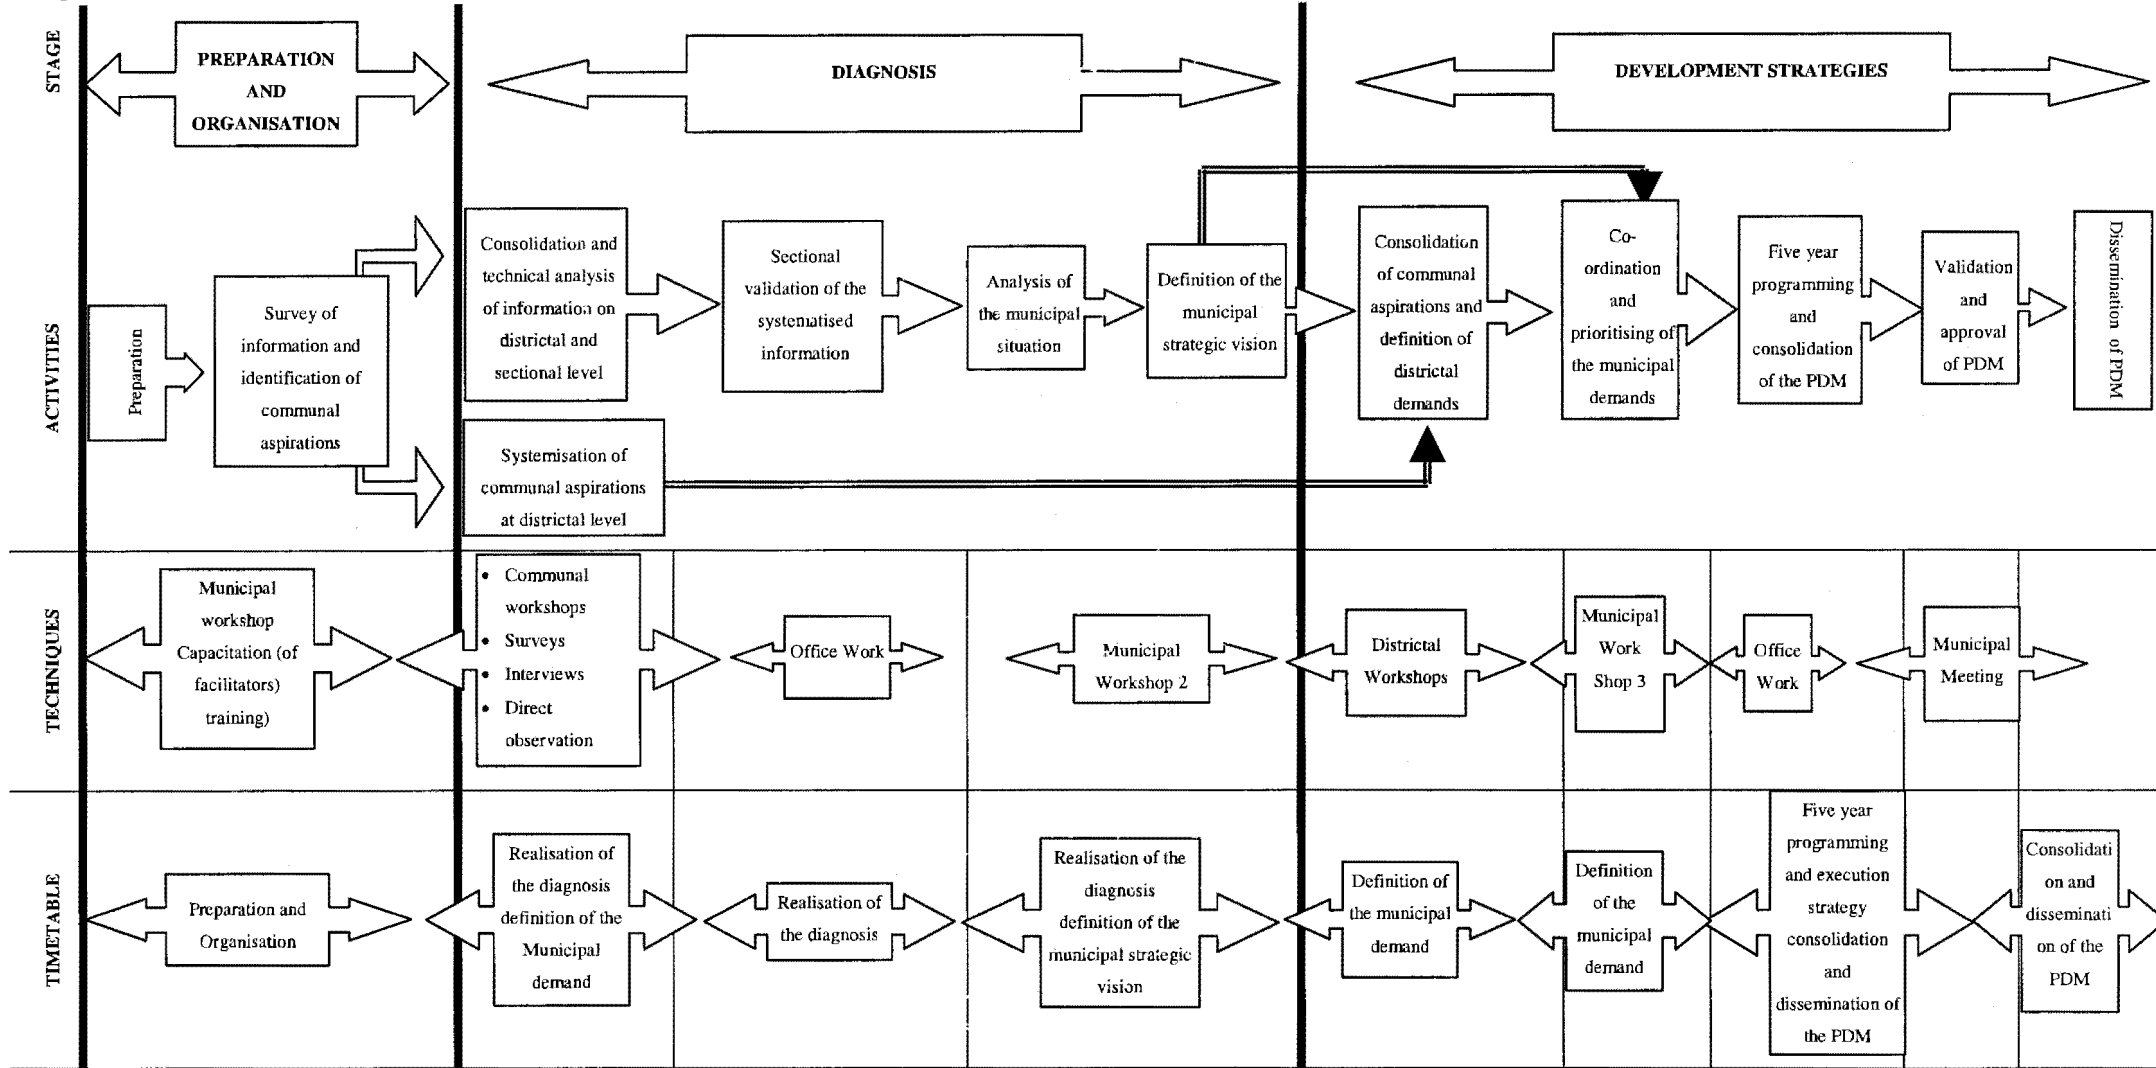 STAGE
PREPARATION
AND
ORGANISATION
DIAGNOSIS
DEVELOPMENT STRATEGIES
ACTIVITIES
Preparation
Survey of
information and
identification of
communal
aspirations
Consolidation and
technical analysis
of information on
districtal and
sectional level
Systemisation of
communal aspirations
at districtal level
Sectional
validation of the
systematised
information
Analysis of
the municipal
situation
Definition of the
municipal
strategic vision
Consolidation
of communal
aspirations and
definition of
districtal
demands
Co-
ordination
and
prioritising of
the municipal
demands
Five year
programming
and
consolidation
of the PDM
Validation
and
approval
of PDM
Dissemination of PDM
TECHNIQUES
Municipal
workshop
Capacitation (of
facilitators)
training)
• Communal
workshops
• Surveys
• Interviews
• Direct
observation
Office Work
Municipal
Workshop 2
Districtal
Workshops
Municipal
Work
Shop 3
Office
Work
Municipal
Meeting
TIMETABLE
Preparation and
Organisation
Realisation of
the diagnosis
definition of the
Municipal
demand
Realisation of
the diagnosis
Realisation of the
diagnosis
definition of the
municipal strategic
vision
Definition of
the municipal
demand
Definition
of the
municipal
demand
Five year
programming
and execution
strategy
consolidation
and
dissemination of
the PDM
Consolidati
on and
disseminati
on of the
PDM